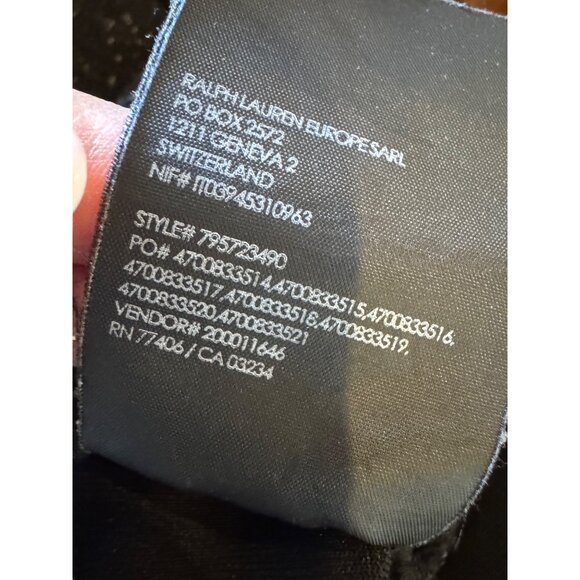 RALPH LAUREN EUROPE SARL
PO BOX 2572
1211 GENEVA 2
SWITZERLAND
NIF# IT03945310963
STYLE# 795723490
PO# 4700833514,4700833515,4700833516,
4700833517,4700833518,4700833519,
4700833520,4700833521
VENDOR# 200011646
RN 77406 / CA 03234